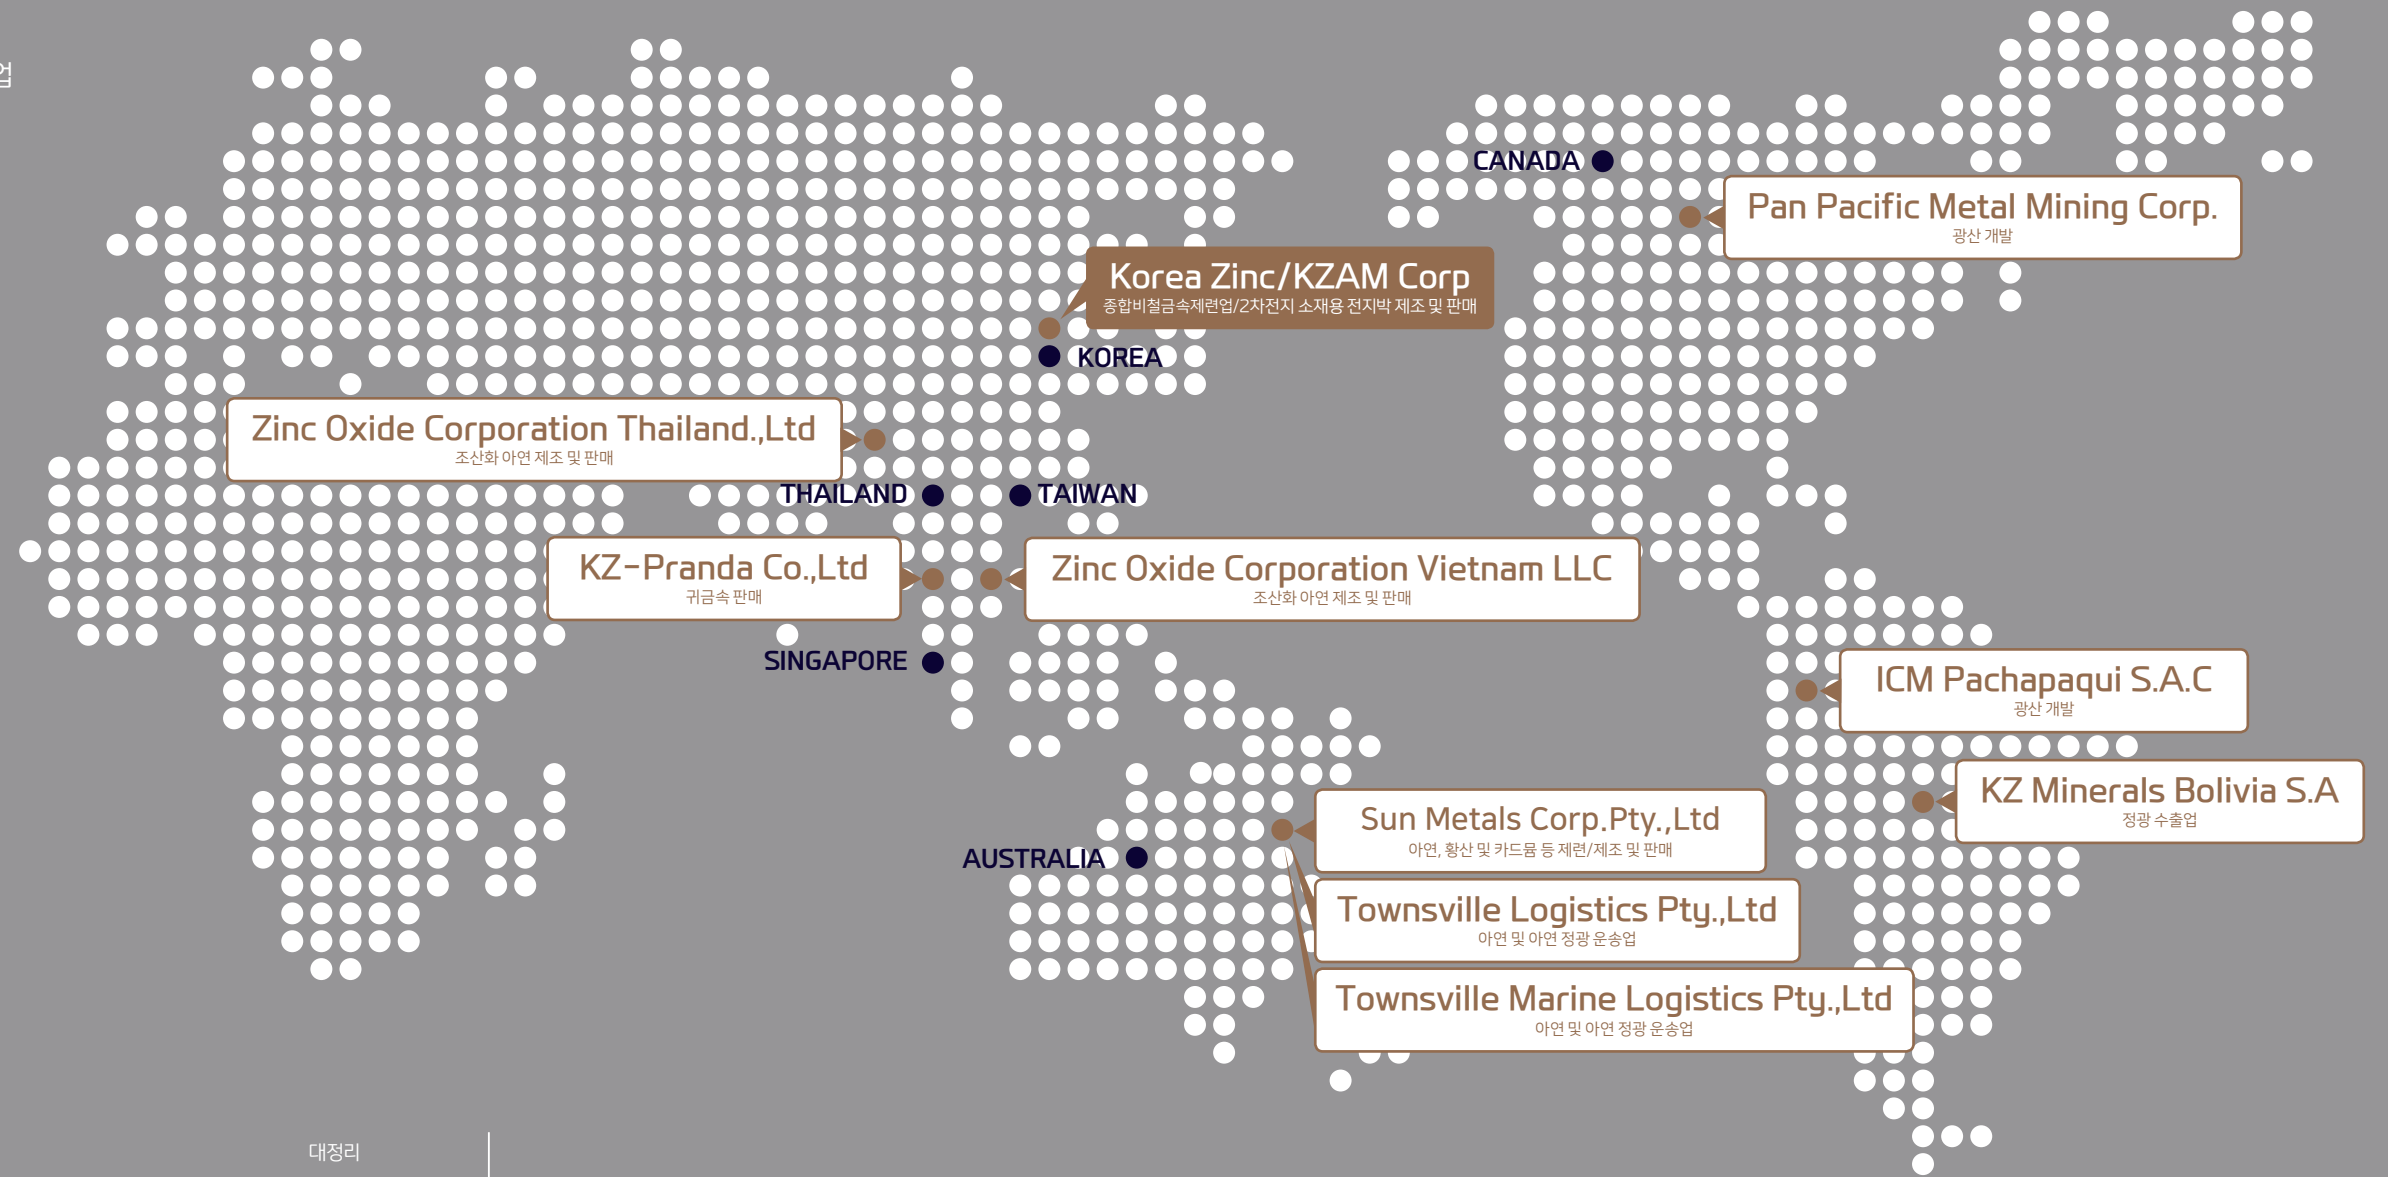 업
CANADA
Pan Pacific Metal Mining Corp.
광산 개발
Korea Zinc/KZAM Corp
종합비철금속제련업/2차전지 소재용 전지박 제조 및 판매
KOREA
Zinc Oxide Corporation Thailand.,Ltd
조산화 아연 제조 및 판매
THAILAND
TAIWAN
KZ-Pranda Co.,Ltd
귀금속 판매
Zinc Oxide Corporation Vietnam LLC
조산화 아연 제조 및 판매
SINGAPORE
ICM Pachapaqui S.A.C
광산 개발
KZ Minerals Bolivia S.A
정광 수출업
Sun Metals Corp.Pty.,Ltd
아연, 황산 및 카드뮴 등 제련/제조 및 판매
AUSTRALIA
Townsville Logistics Pty.,Ltd
아연 및 아연 정광 운송업
Townsville Marine Logistics Pty.,Ltd
아연 및 아연 정광 운송업
대정리